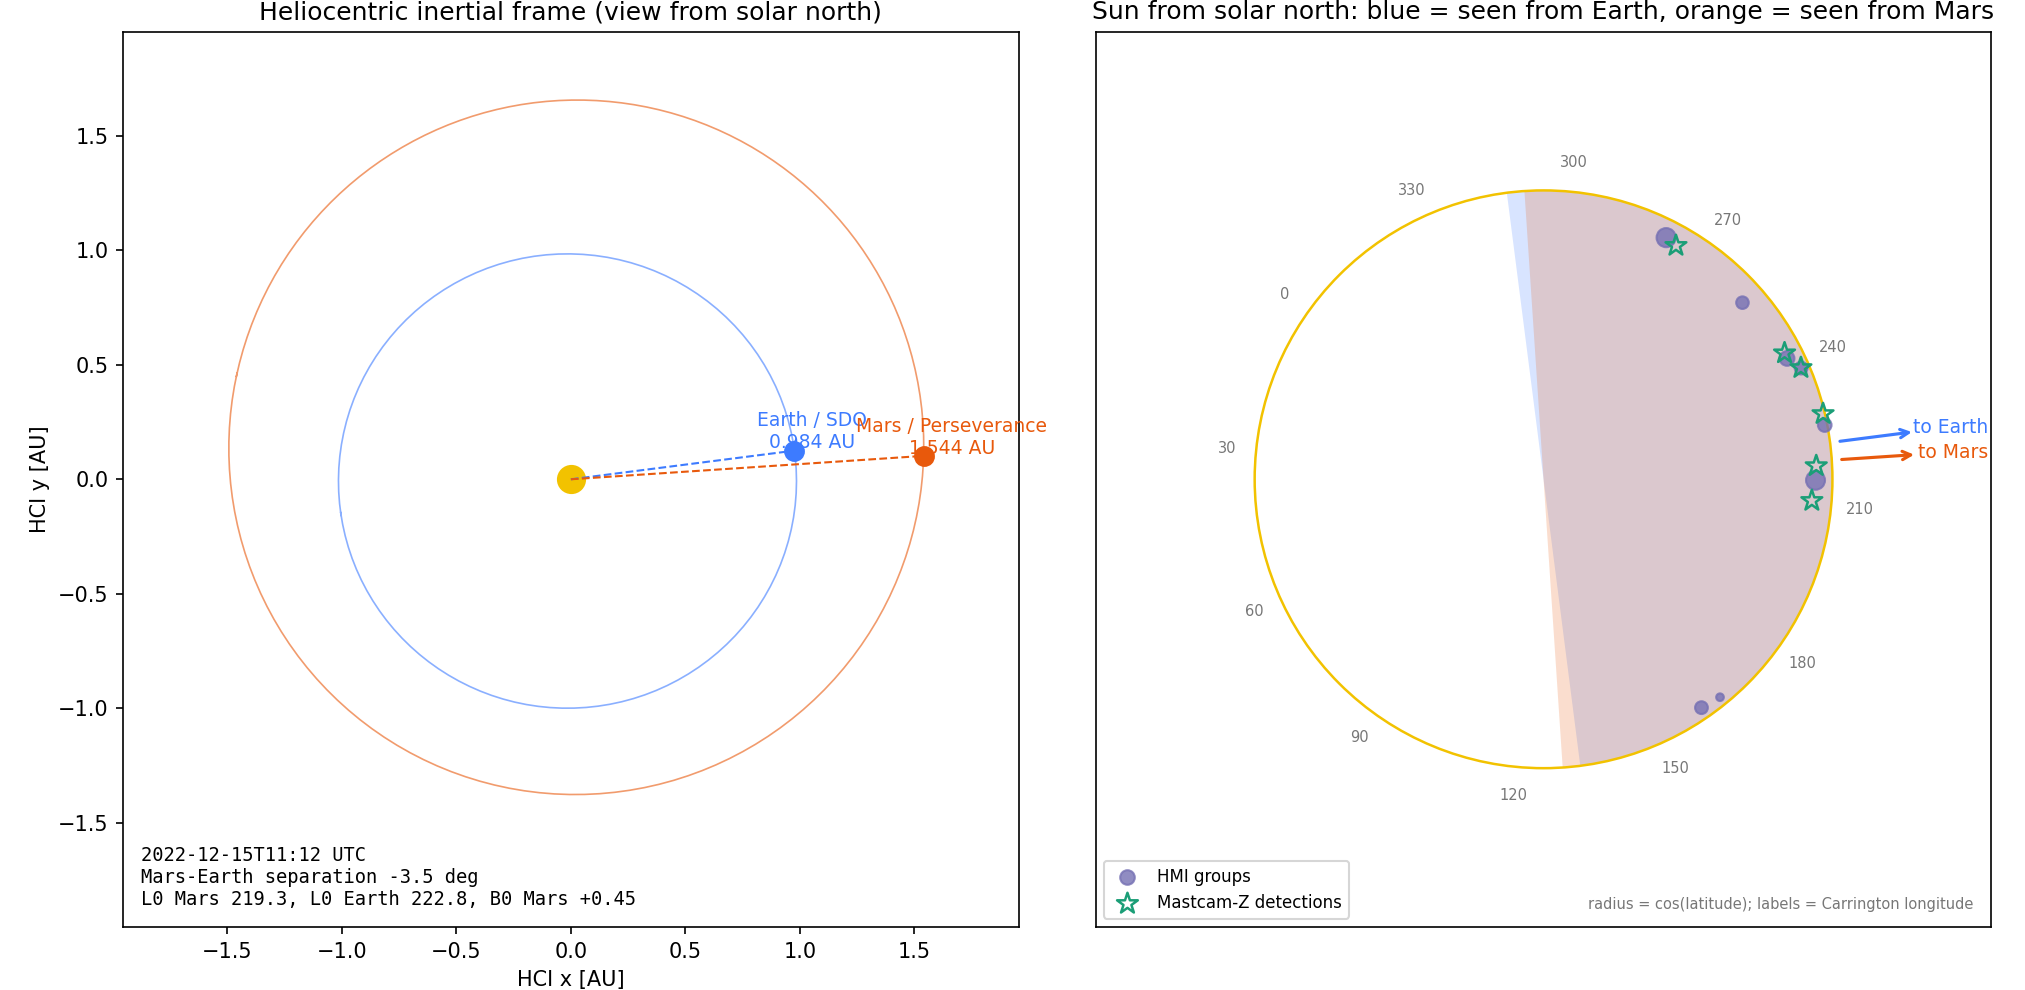 Heliocentric inertial frame (view from solar north)
1.5
1.0
0.5
0.0
−0.5
−1.0
−1.5
HCI y [AU]
Earth / SDO
0.984 AU
Mars / Perseverance
1.544 AU
2022-12-15T11:12 UTC
Mars-Earth separation -3.5 deg
L0 Mars 219.3, L0 Earth 222.8, B0 Mars +0.45
−1.5 −1.0 −0.5 0.0 0.5 1.0 1.5
HCI x [AU]
Sun from solar north: blue = seen from Earth, orange = seen from Mars
300
330
270
0
240
to Earth
30
to Mars
210
60
180
90
150
120
HMI groups
Mastcam-Z detections
radius = cos(latitude); labels = Carrington longitude